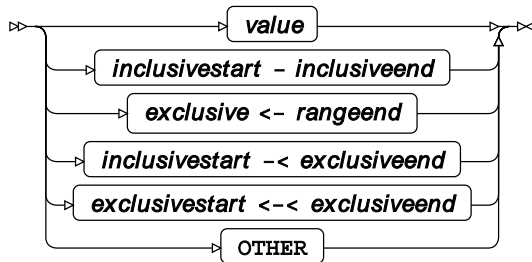 value
inclusivestart - inclusiveend
exclusive <- rangeend
inclusivestart -< exclusiveend
exclusivestart <-< exclusiveend
OTHER